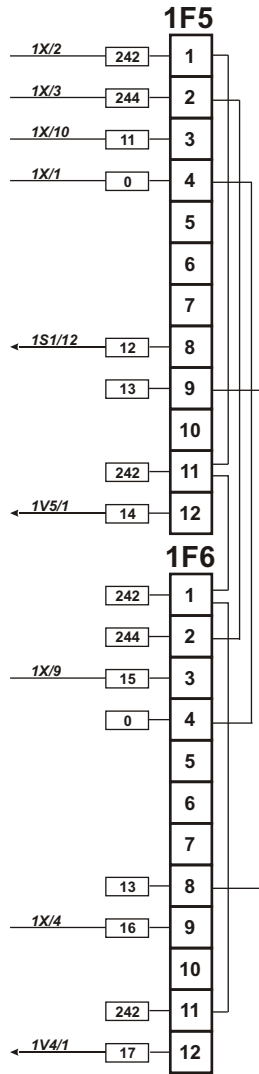 1F5
1X/2 242 1
1X/3 244 2
1X/10 11 3
1X/1 0 4
5
6
7
1S1/12 12 8
13 9
10
242 11
1V5/1 14 12
1F6
242 1
244 2
1X/9 15 3
0 4
5
6
7
13 8
1X/4 16 9
10
242 11
1V4/1 17 12